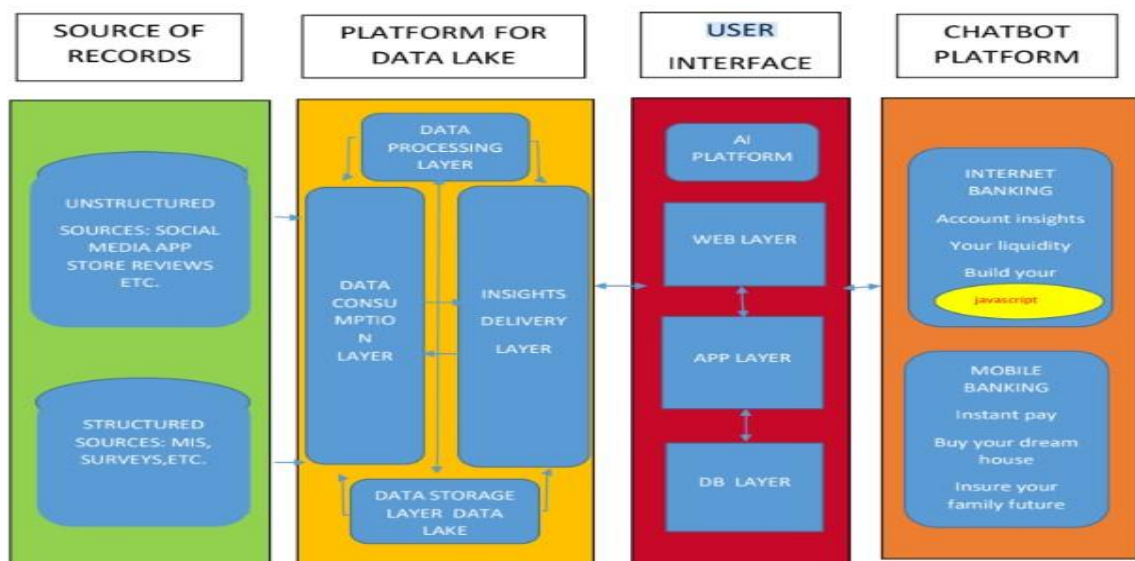 SOURCE OF
RECORDS
PLATFORM FOR
DATA LAKE
USER
INTERFACE
CHATBOT
PLATFORM
UNSTRUCTURED
SOURCES: SOCIAL
MEDIA APP
STORE REVIEWS
ETC.
STRUCTURED
SOURCES: MIS,
SURVEYS,ETC.
DATA
PROCESSING
LAYER
DATA
CONSU
MPTIO
N
LAYER
INSIGHTS
DELIVERY
LAYER
DATA STORAGE
LAYER DATA
LAKE
AI
PLATFORM
WEB LAYER
APP LAYER
DB LAYER
INTERNET
BANKING
Account insights
Your liquidity
Build your
javascript
MOBILE
BANKING
Instant pay
Buy your dream
house
Insure your
family future